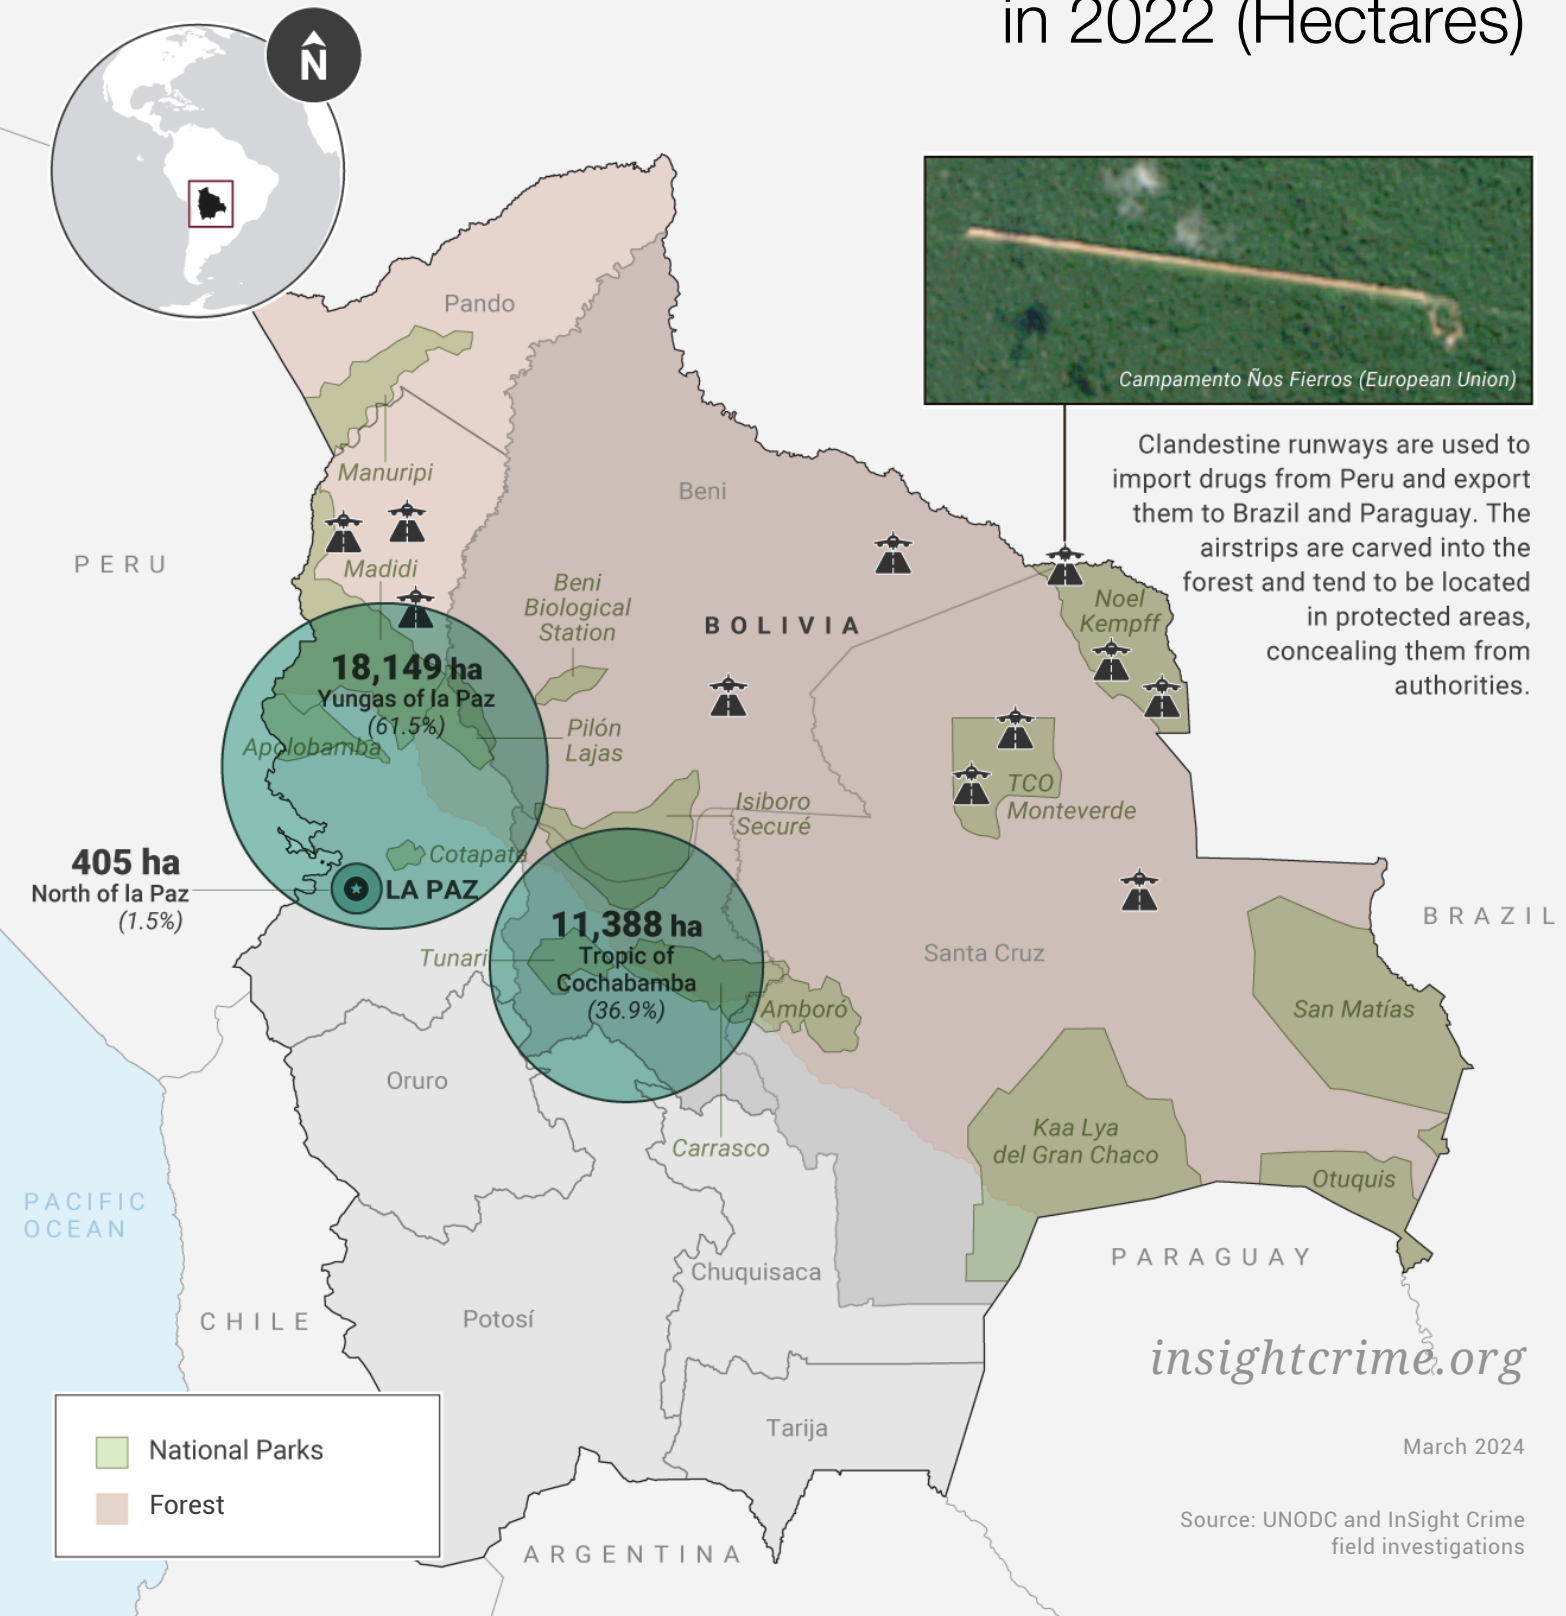 in 2022 (Hectares)
N
Campamento Ños Fierros (European Union)
Clandestine runways are used to
import drugs from Peru and export
them to Brazil and Paraguay. The
airstrips are carved into the
forest and tend to be located
in protected areas,
concealing them from
authorities.
Pando
Manuripi
Beni
PERU
Madidi
Beni
Biological
Station
BOLIVIA
Noel
Kempff
18,149 ha
Yungas of la Paz
(61.5%)
Apolobamba
Pilón
Lajas
TCO
Monteverde
Isiboro
Securé
Cotapata
405 ha
North of la Paz
(1.5%)
LA PAZ
BRAZIL
11,388 ha
Tropic of
Cochabamba
(36.9%)
Tunari
Santa Cruz
Amboró
San Matías
Oruro
Carrasco
Kaa Lya
del Gran Chaco
Otuquis
PACIFIC
OCEAN
PARAGUAY
Chuquisaca
CHILE
Potosí
insightcrime.org
Tarija
March 2024
National Parks
Forest
Source: UNODC and InSight Crime
field investigations
ARGENTINA